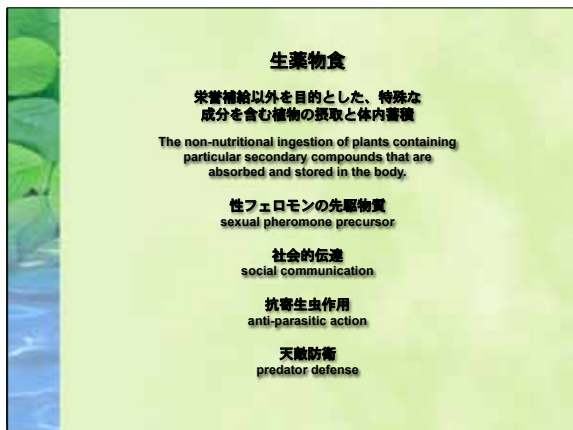 生薬物食
栄誉補給以外を目的とした、特殊な
成分を含む植物の摂取と体内蓄積
The non-nutritional ingestion of plants containing
particular secondary compounds that are
absorbed and stored in the body.
性フェロモンの先駆物質
sexual pheromone precursor
社会的伝達
social communication
抗寄生虫作用
anti-parasitic action
天敵防衛
predator defense